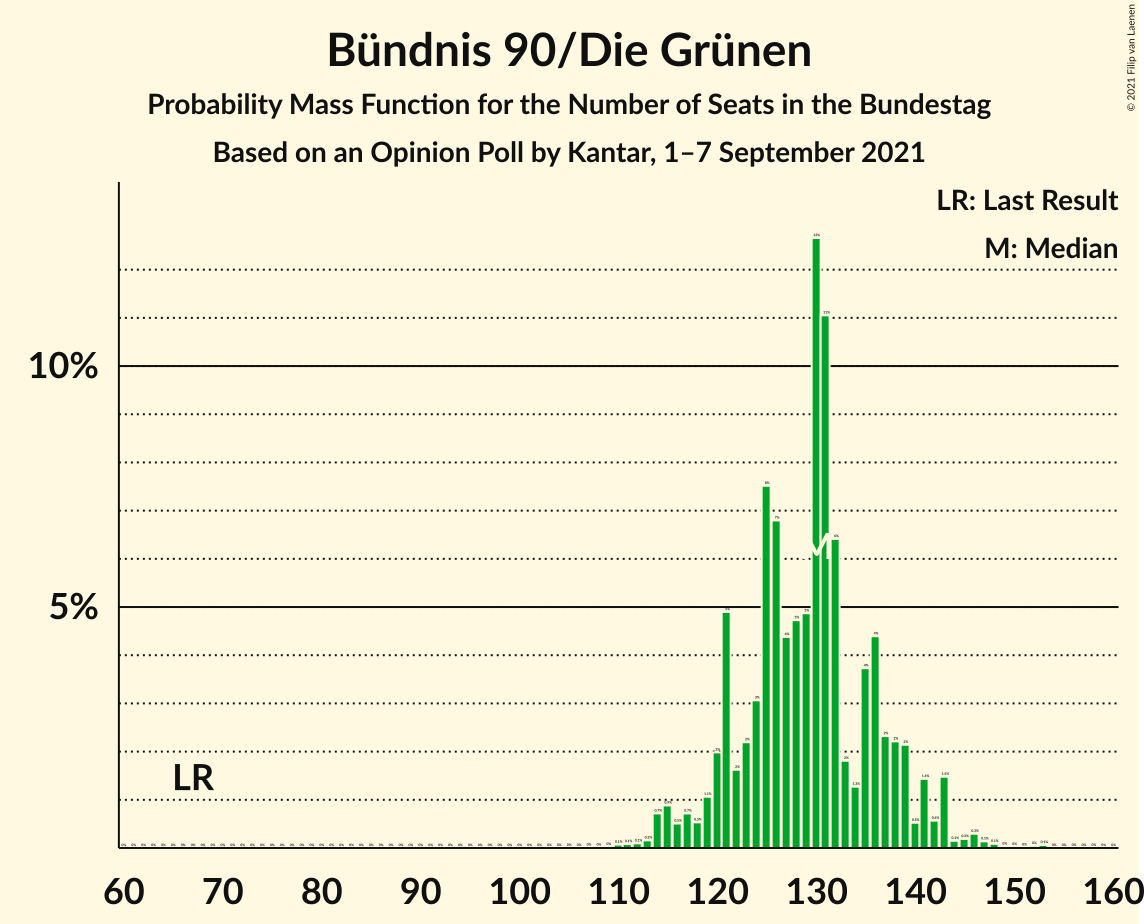 Bündnis 90/Die Grünen
Probability Mass Function for the Number of Seats in the Bundestag
Based on an Opinion Poll by Kantar, 1–7 September 2021
© 2021 Filip van Laenen
LR: Last Result
M: Median
10%
5%
LR
M
60 70 80 90 100 110 120 130 140 150 160